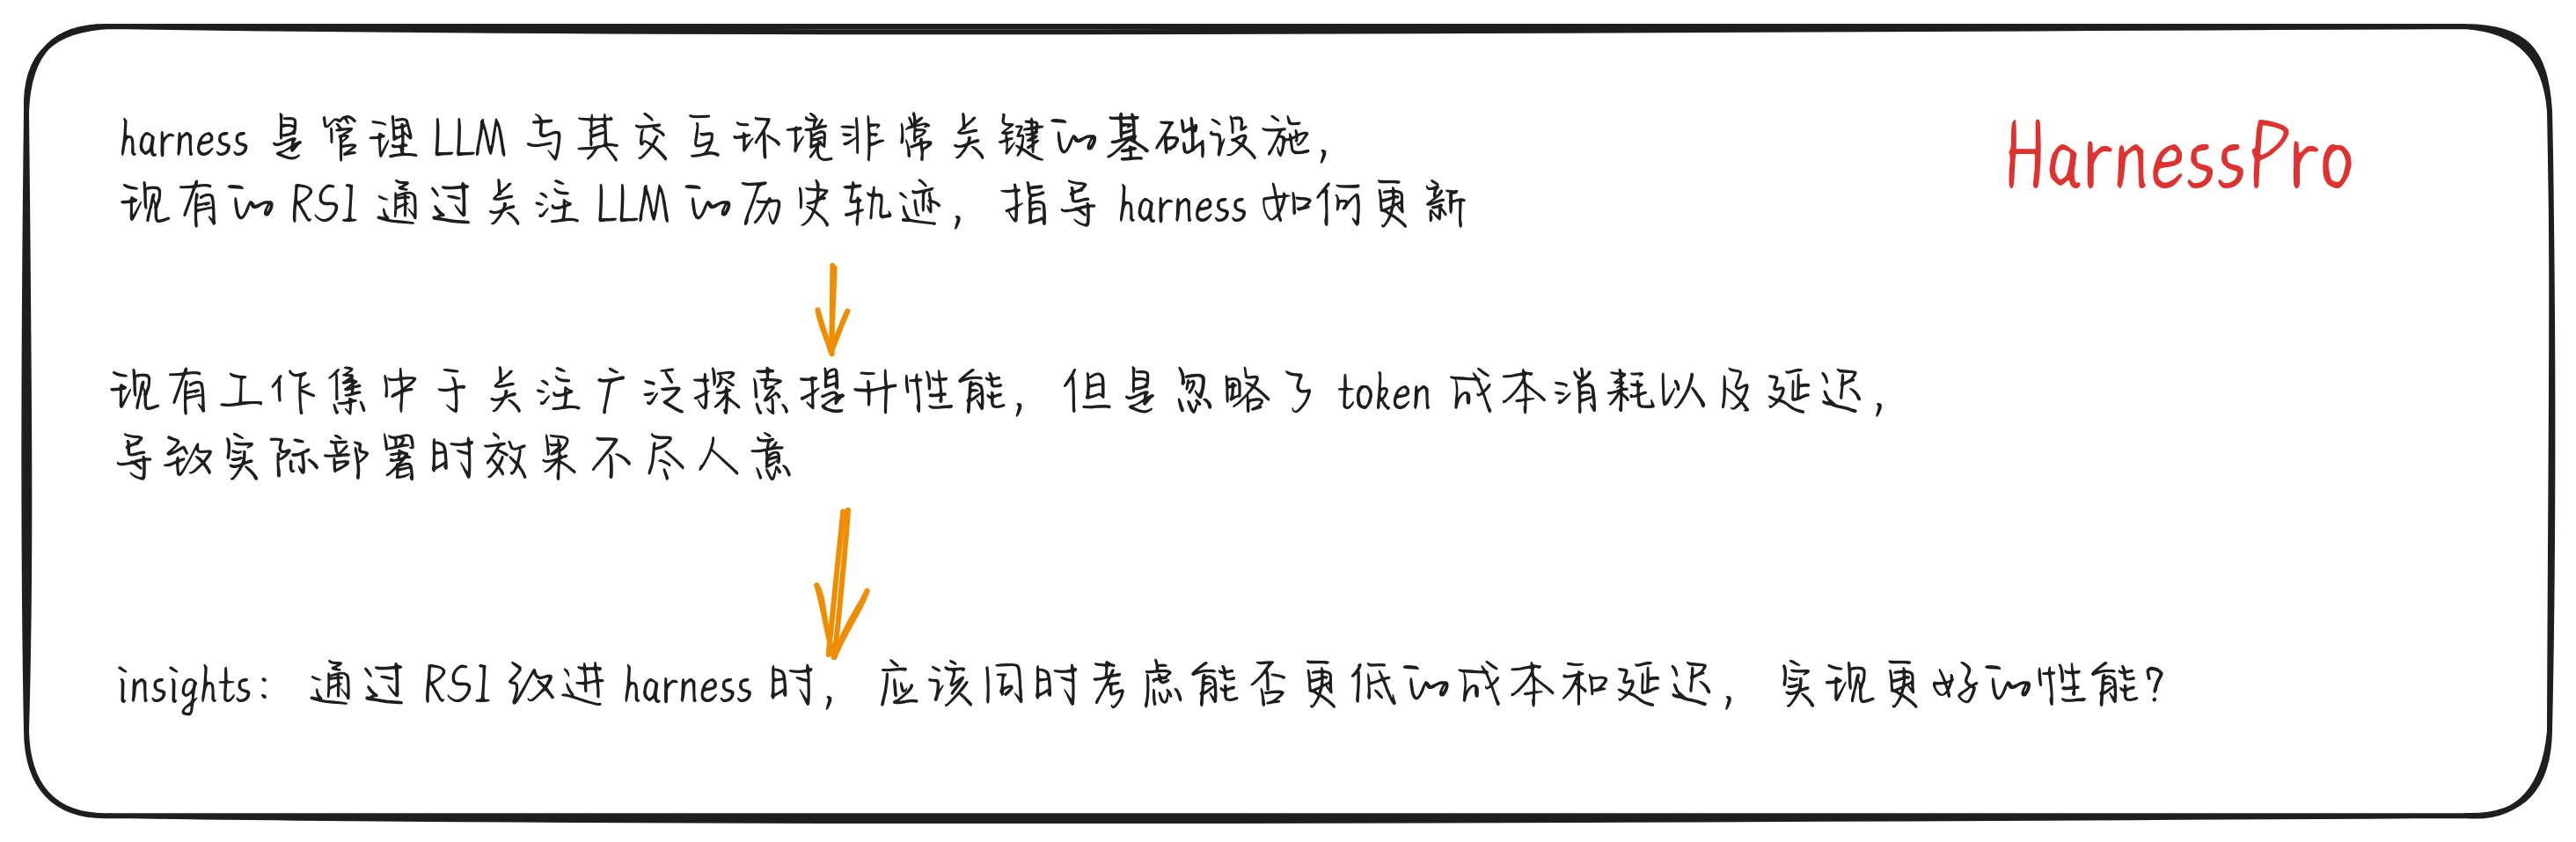 harness 是管理 LLM 与其交互环境非常关键的基础设施,
HarnessPro
现有的 RSI 通过关注 LLM 的历史轨迹, 指导 harness 如何更新
现有工作集中于关注广泛探索提升性能, 但是忽略了 token 成本消耗以及延迟,
导致实际部署时效果不尽人意
insights: 通过 RSI 改进 harness 时, 应该同时考虑能否更低的成本和延迟, 实现更好的性能?